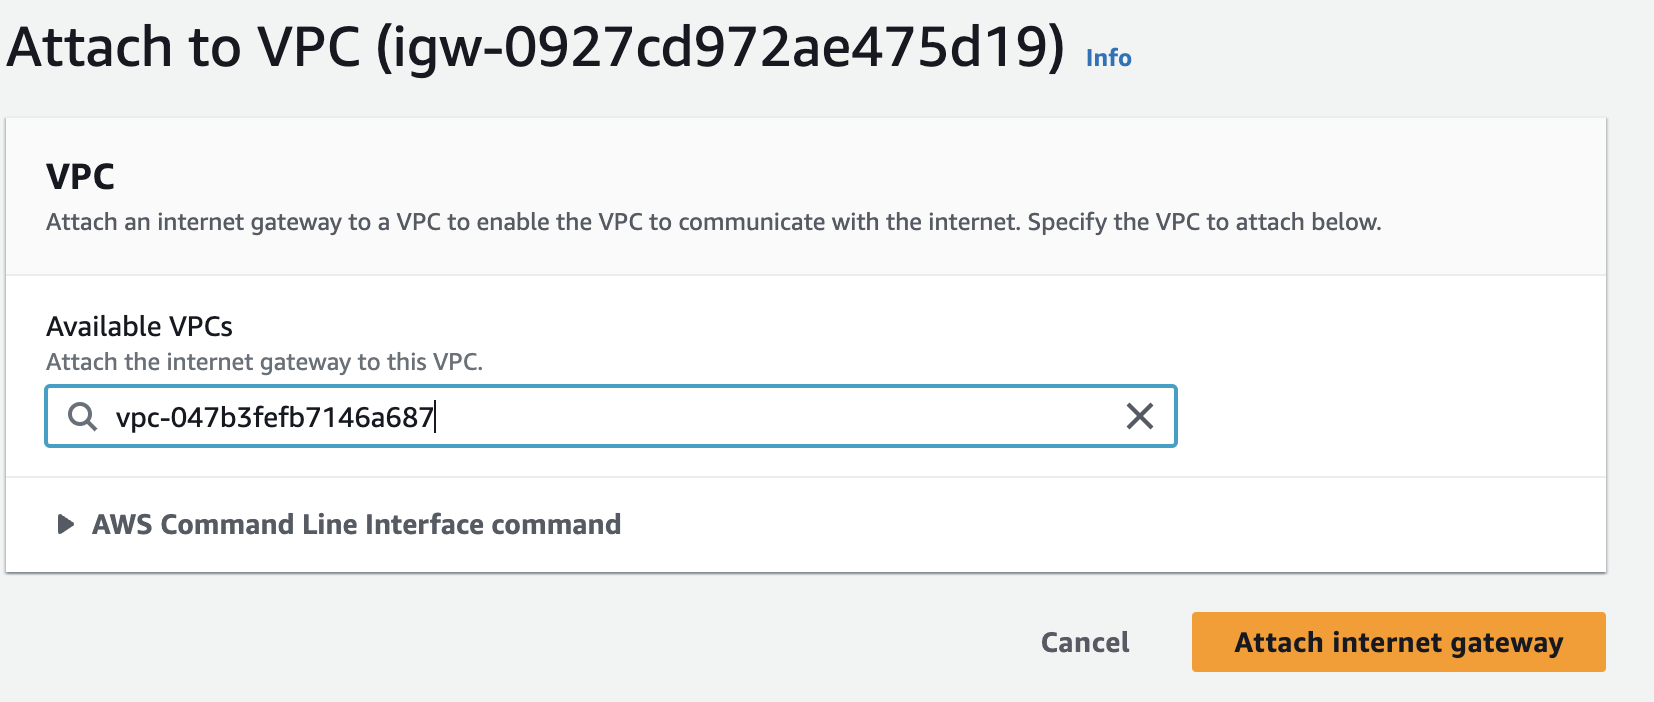 Attach to VPC (igw-0927cd972ae475d19) Info
VPC
Attach an internet gateway to a VPC to enable the VPC to communicate with the internet. Specify the VPC to attach below.
Available VPCs
Attach the internet gateway to this VPC.
vpc-047b3fefb7146a687
AWS Command Line Interface command
Cancel Attach internet gateway